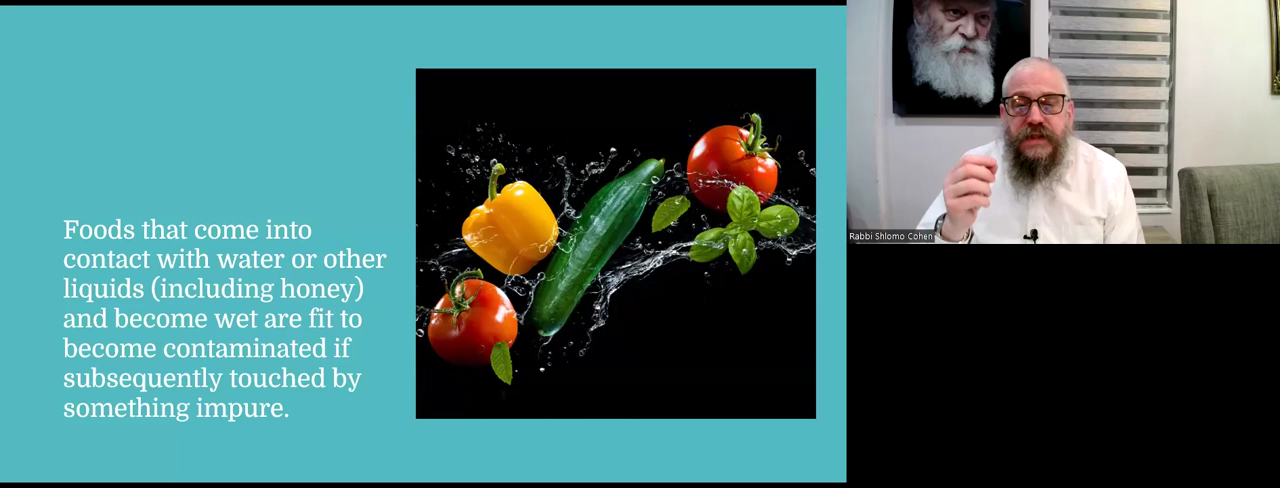 Foods that come into
contact with water or other
liquids (including honey)
and become wet are fit to
become contaminated if
subsequently touched by
something impure.
Rabbi Shlomo Cohen